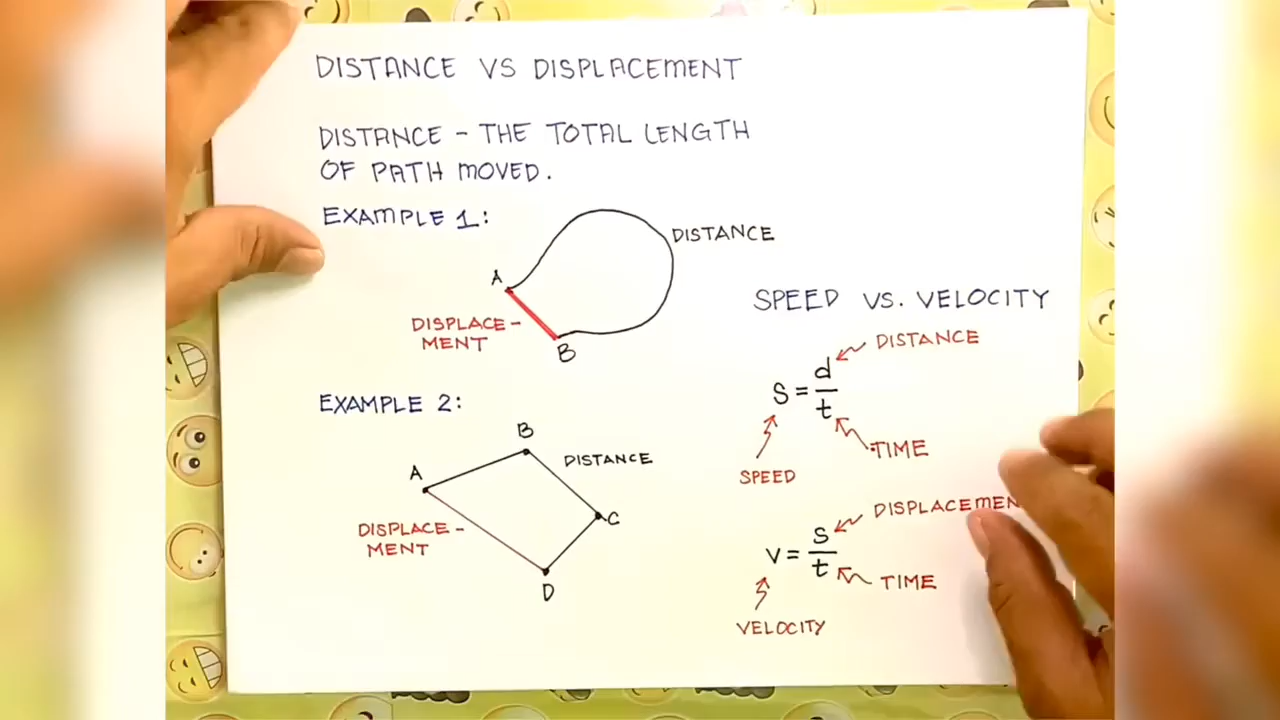 DISTANCE VS DISPLACEMENT
DISTANCE - THE TOTAL LENGTH
OF PATH MOVED.
EXAMPLE 1:
DISTANCE
A
DISPLACE-
MENT
B
EXAMPLE 2:
B
DISTANCE
A
C
DISPLACE-
MENT
D
SPEED VS. VELOCITY
DISTANCE
S = d/t
TIME
SPEED
DISPLACEMEN
v = s/t
TIME
VELOCITY